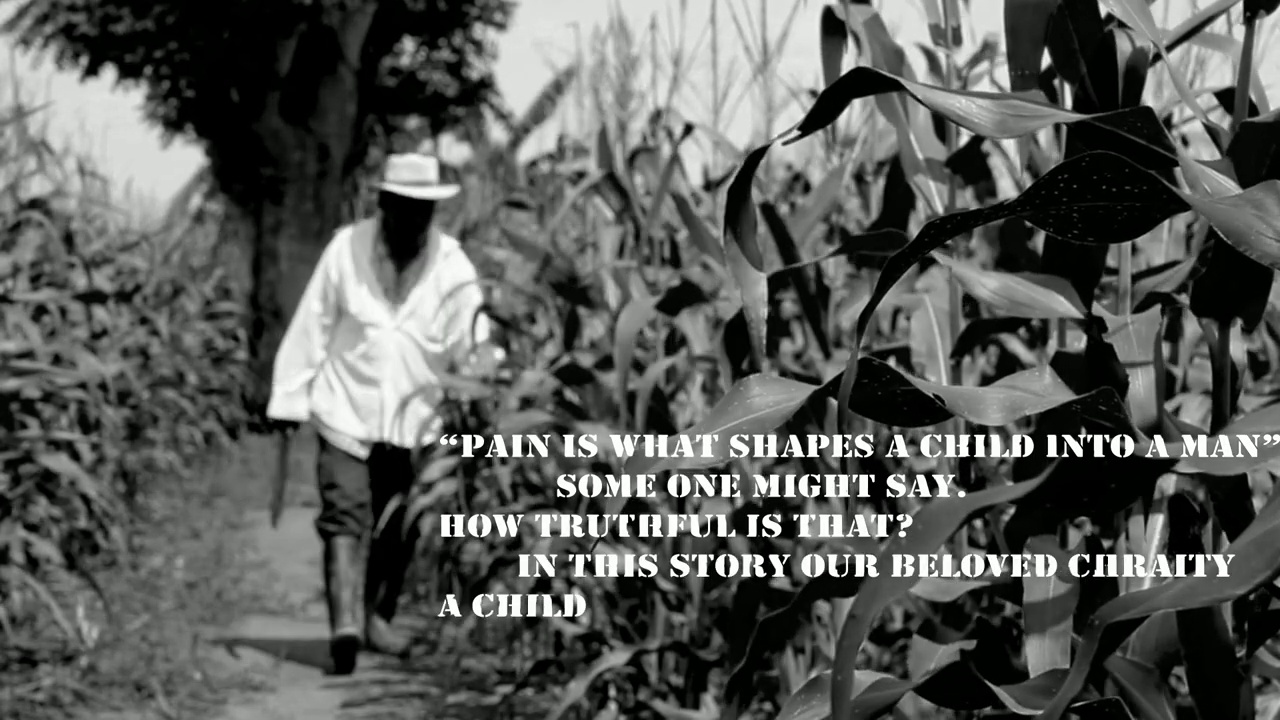 “PAIN IS WHAT SHAPES A CHILD INTO A MAN”
SOME ONE MIGHT SAY.
HOW TRUTHFUL IS THAT?
IN THIS STORY OUR BELOVED CHRAITY
A CHILD